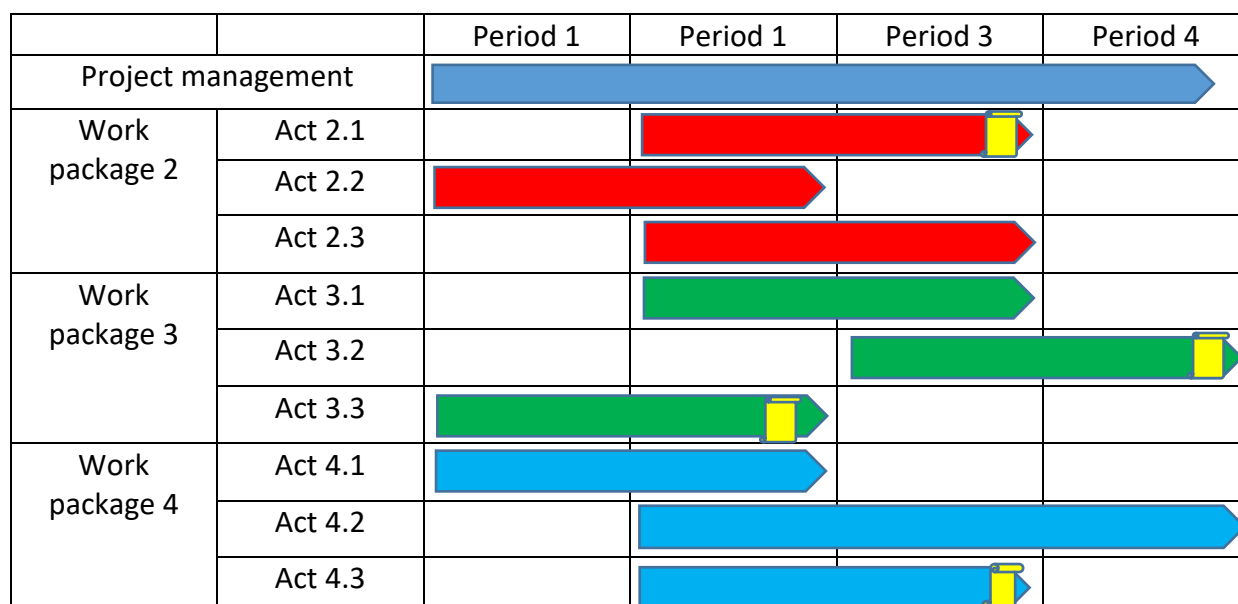 Period 1 Period 1 Period 3 Period 4
Project management
Work package 2
Act 2.1
Act 2.2
Act 2.3
Work package 3
Act 3.1
Act 3.2
Act 3.3
Work package 4
Act 4.1
Act 4.2
Act 4.3